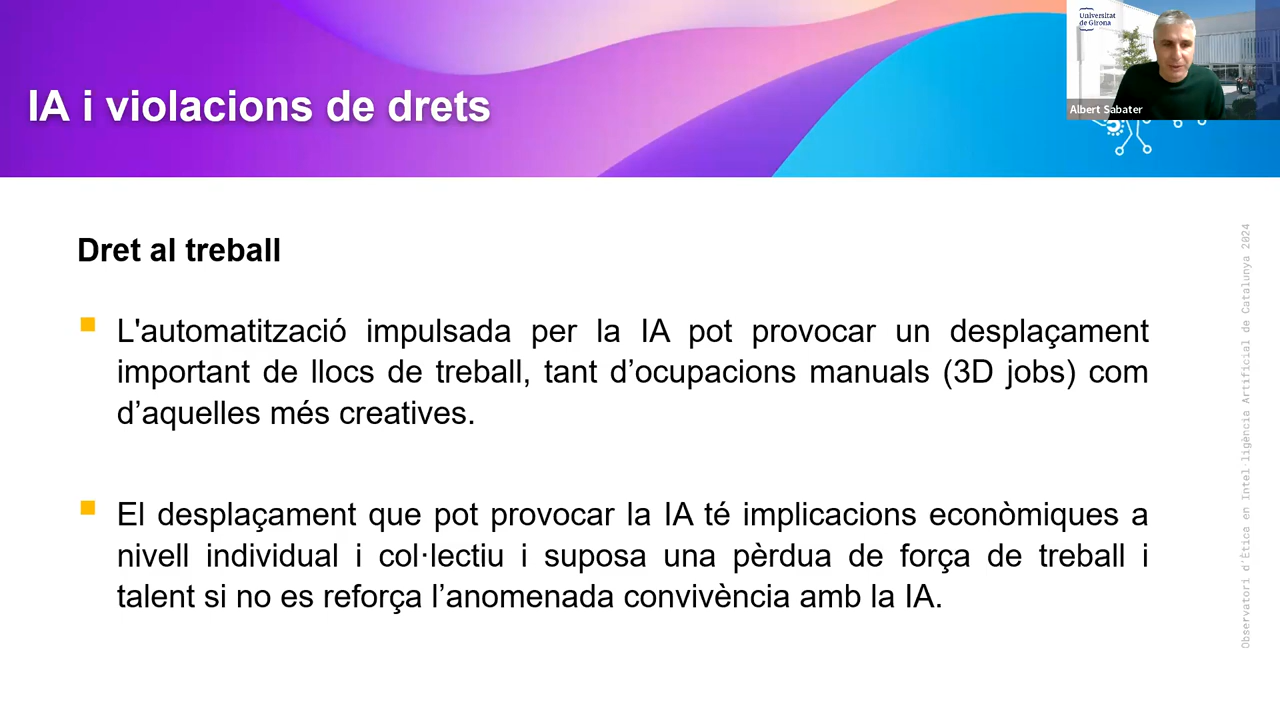 IA i violacions de drets
Universitat
de Girona
Albert Sabater
Dret al treball
L'automatització impulsada per la IA pot provocar un desplaçament
important de llocs de treball, tant d’ocupacions manuals (3D jobs) com
d’aquelles més creatives.
El desplaçament que pot provocar la IA té implicacions econòmiques a
nivell individual i col·lectiu i suposa una pèrdua de força de treball i
talent si no es reforça l’anomenada convivència amb la IA.
Observatori d'Ètica en Intel·ligència Artificial de Catalunya 2024